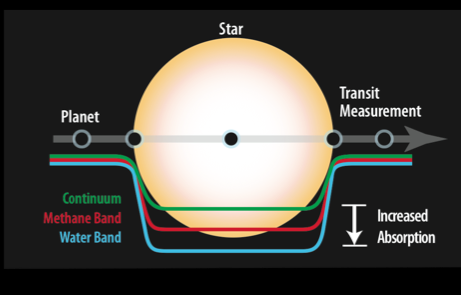 Star
Planet
Transit
Measurement
Continuum
Methane Band
Water Band
Increased
Absorption